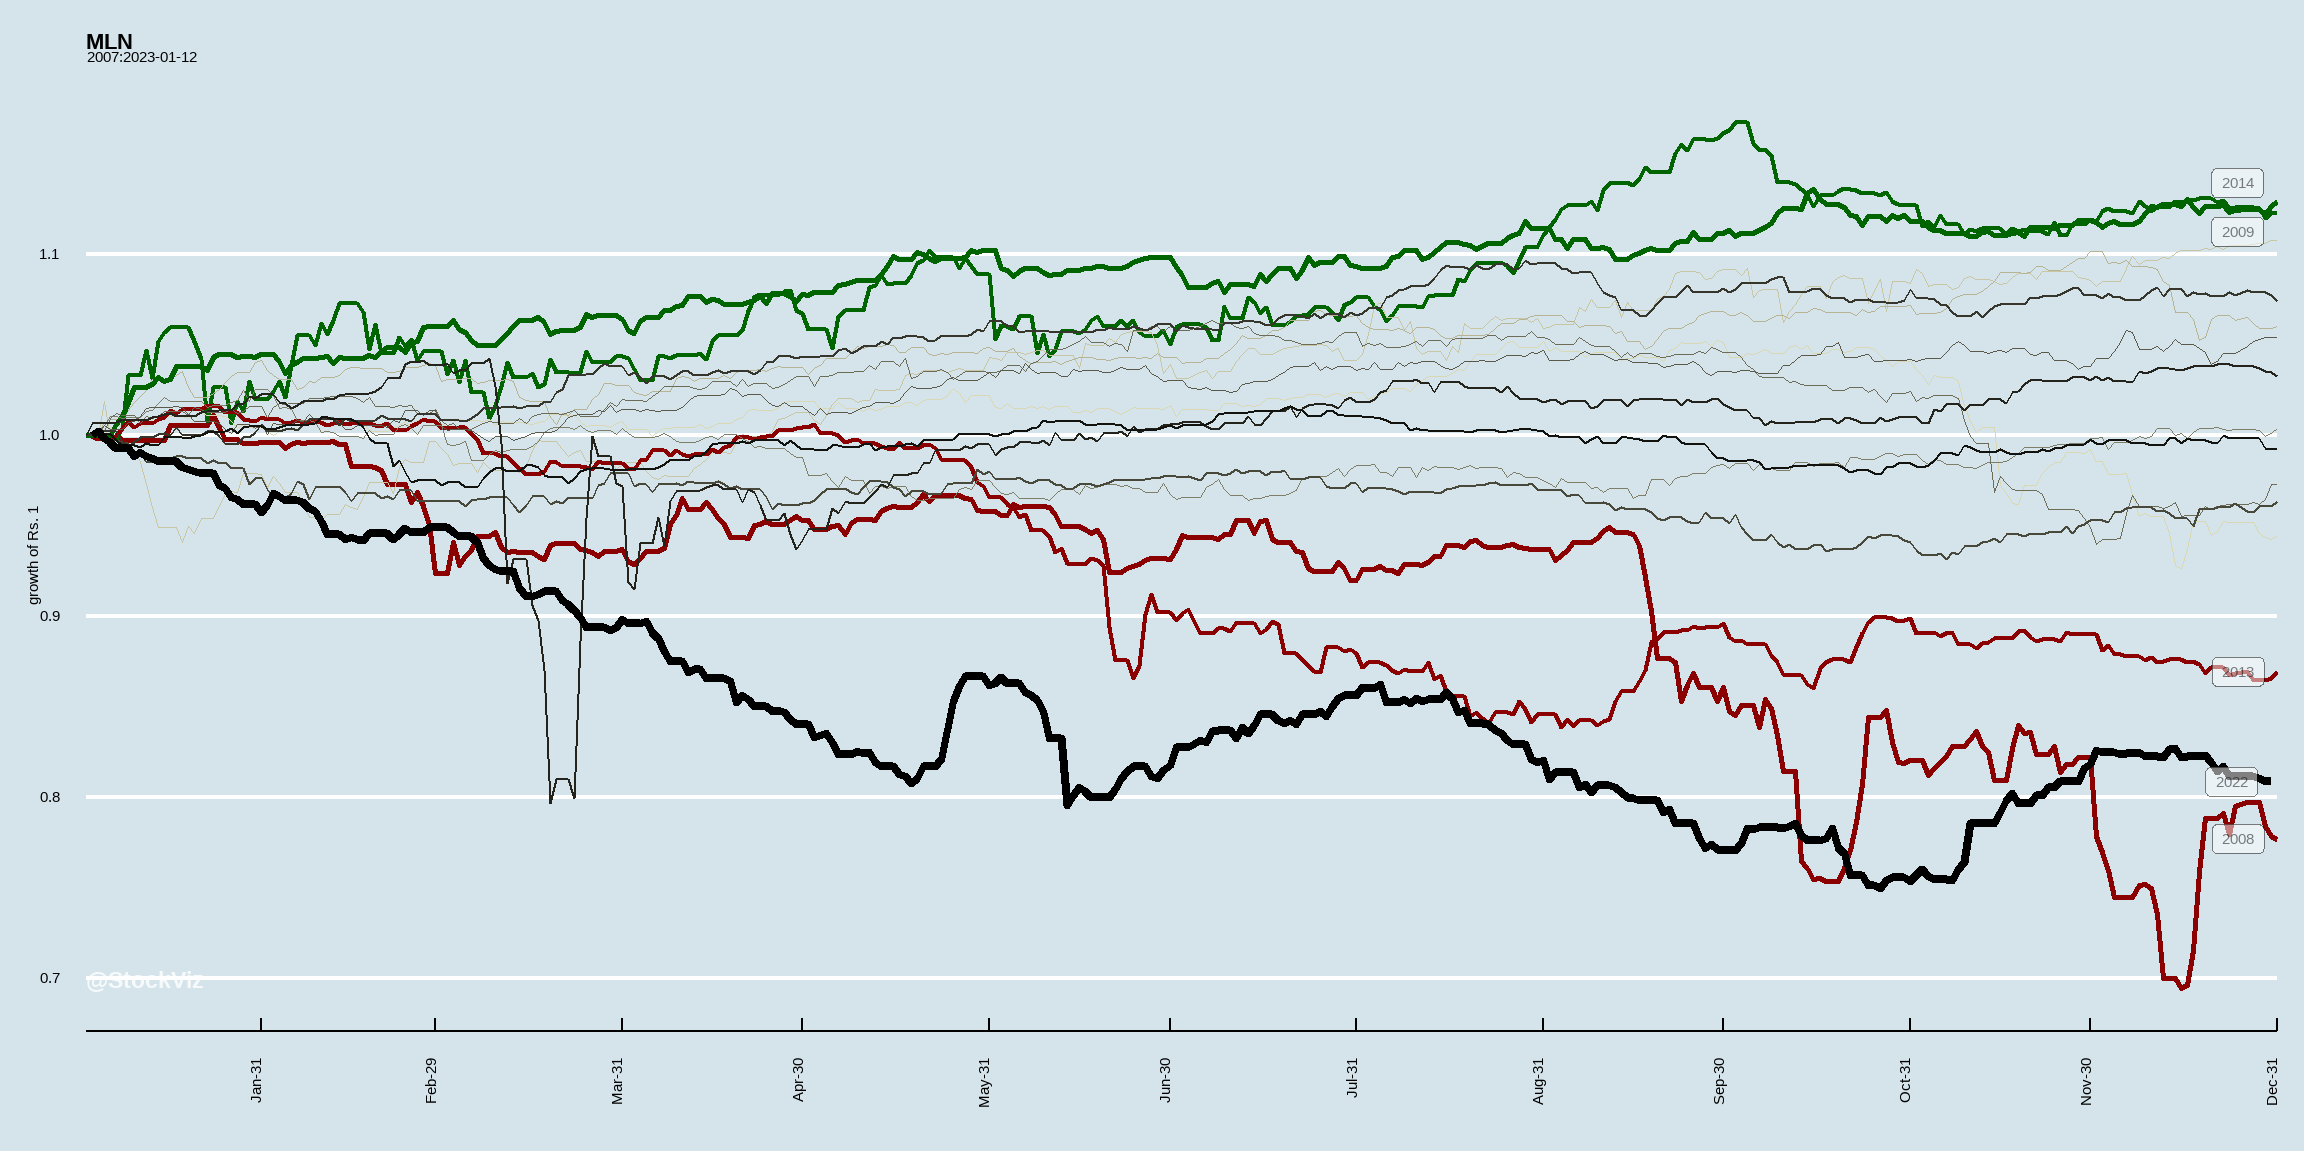 MLN
2007:2023-01-12
2014
2009
1.1
1.0
growth of Rs. 1
0.9
2013
2022
0.8
2008
0.7
@StockViz
Jan-31
Feb-29
Mar-31
Apr-30
May-31
Jun-30
Jul-31
Aug-31
Sep-30
Oct-31
Nov-30
Dec-31